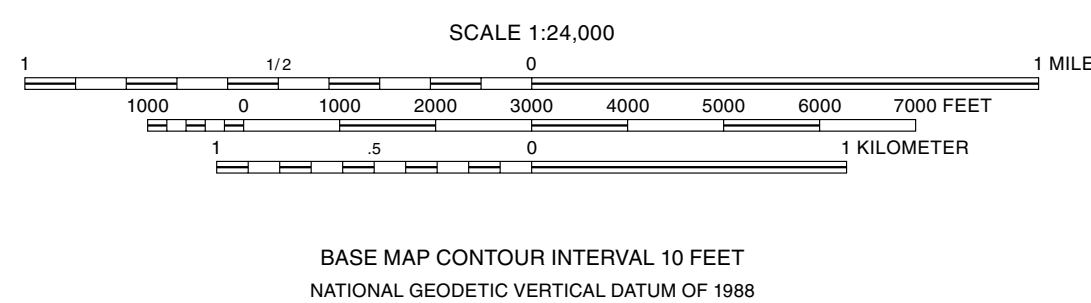 SCALE 1:24,000
1 1/2 0 1 MILE
1000 0 1000 2000 3000 4000 5000 6000 7000 FEET
1 .5 0 1 KILOMETER
BASE MAP CONTOUR INTERVAL 10 FEET
NATIONAL GEODETIC VERTICAL DATUM OF 1988